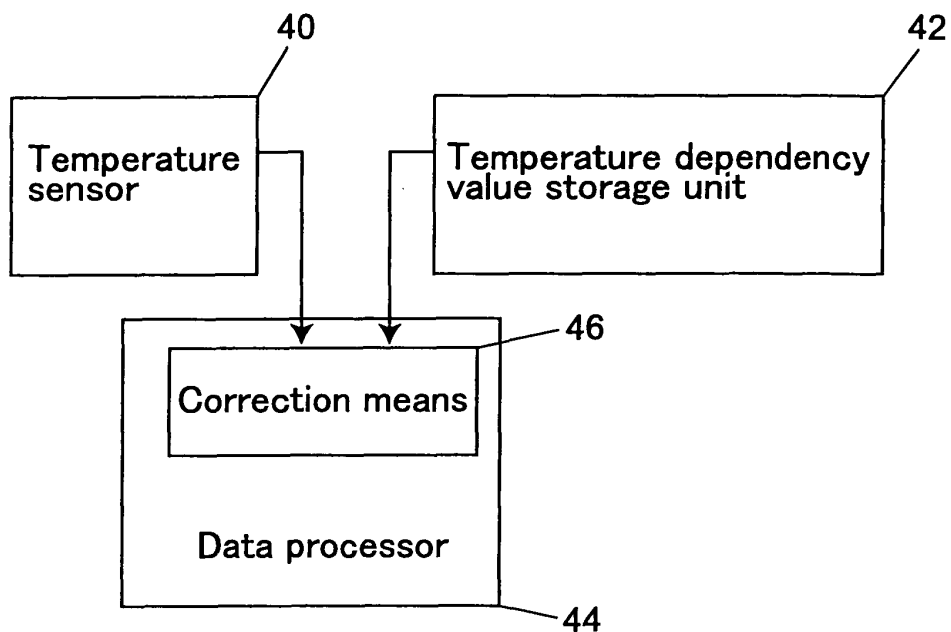 40
42
Temperature
sensor
Temperature dependency
value storage unit
46
Correction means
Data processor
44